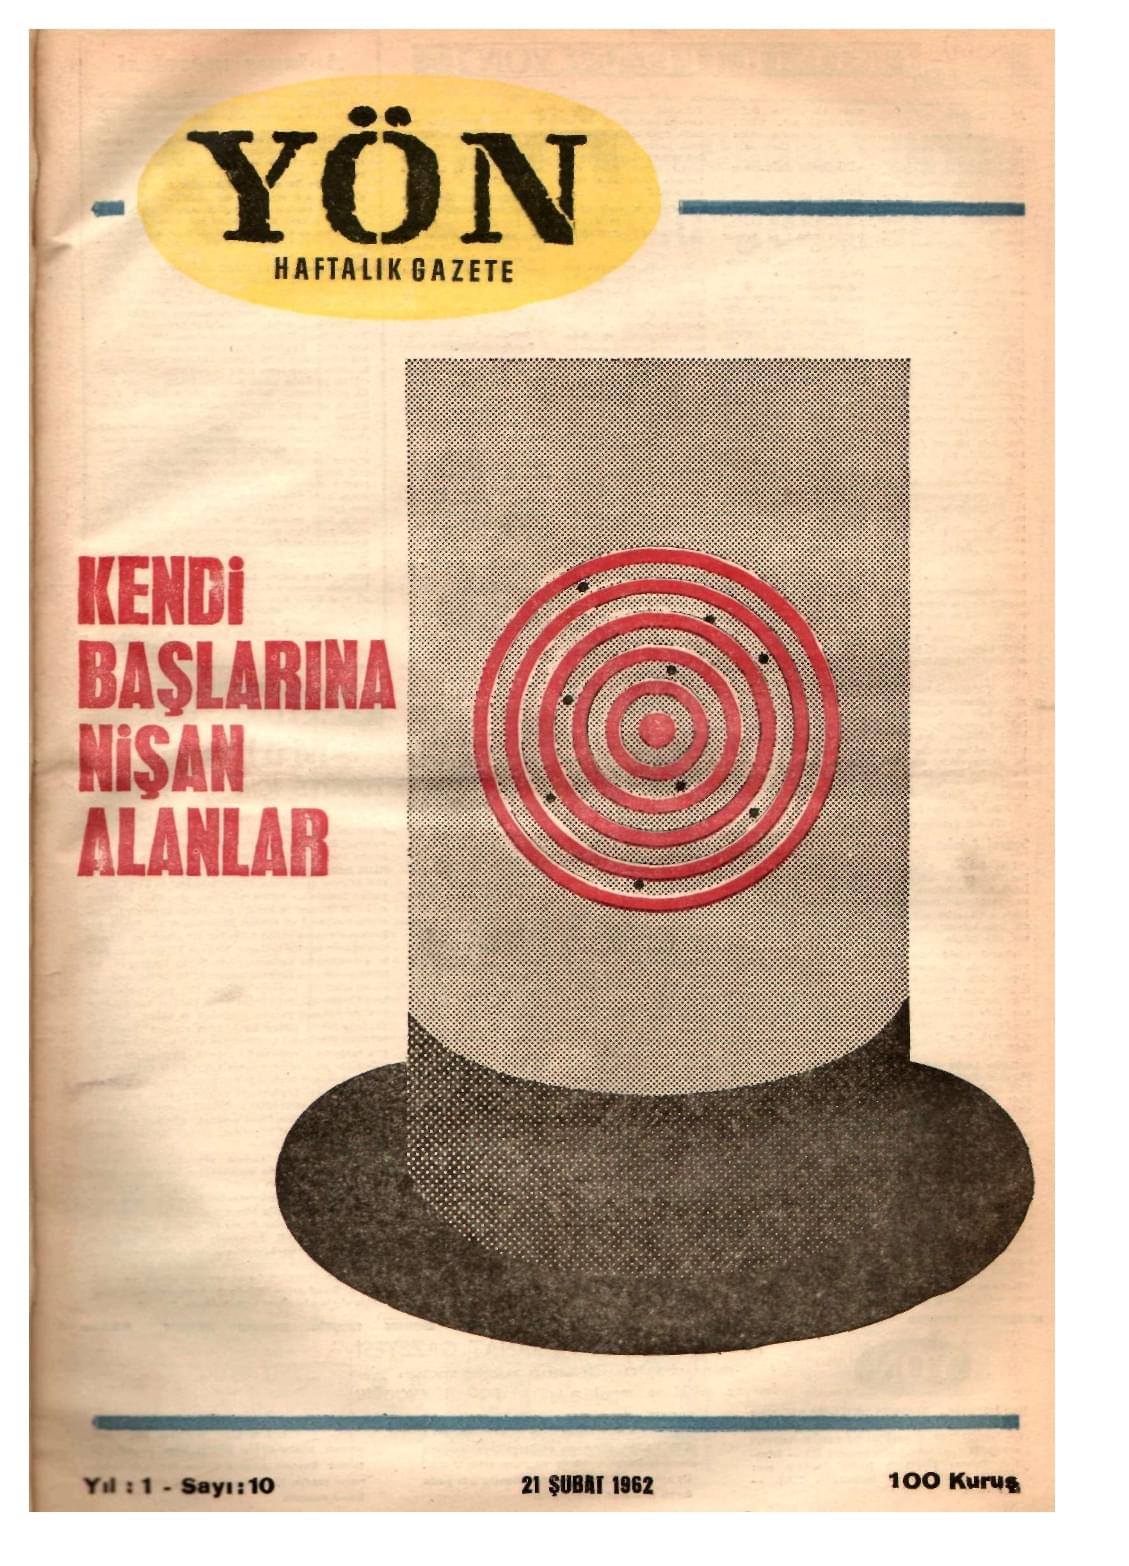 YÖN
HAFTALIK GAZETE
KENDİ
BAŞLARINA
NİŞAN
ALANLAR
Yıl : 1 - Sayı: 10
21 ŞUBAT 1962
100 Kuruş